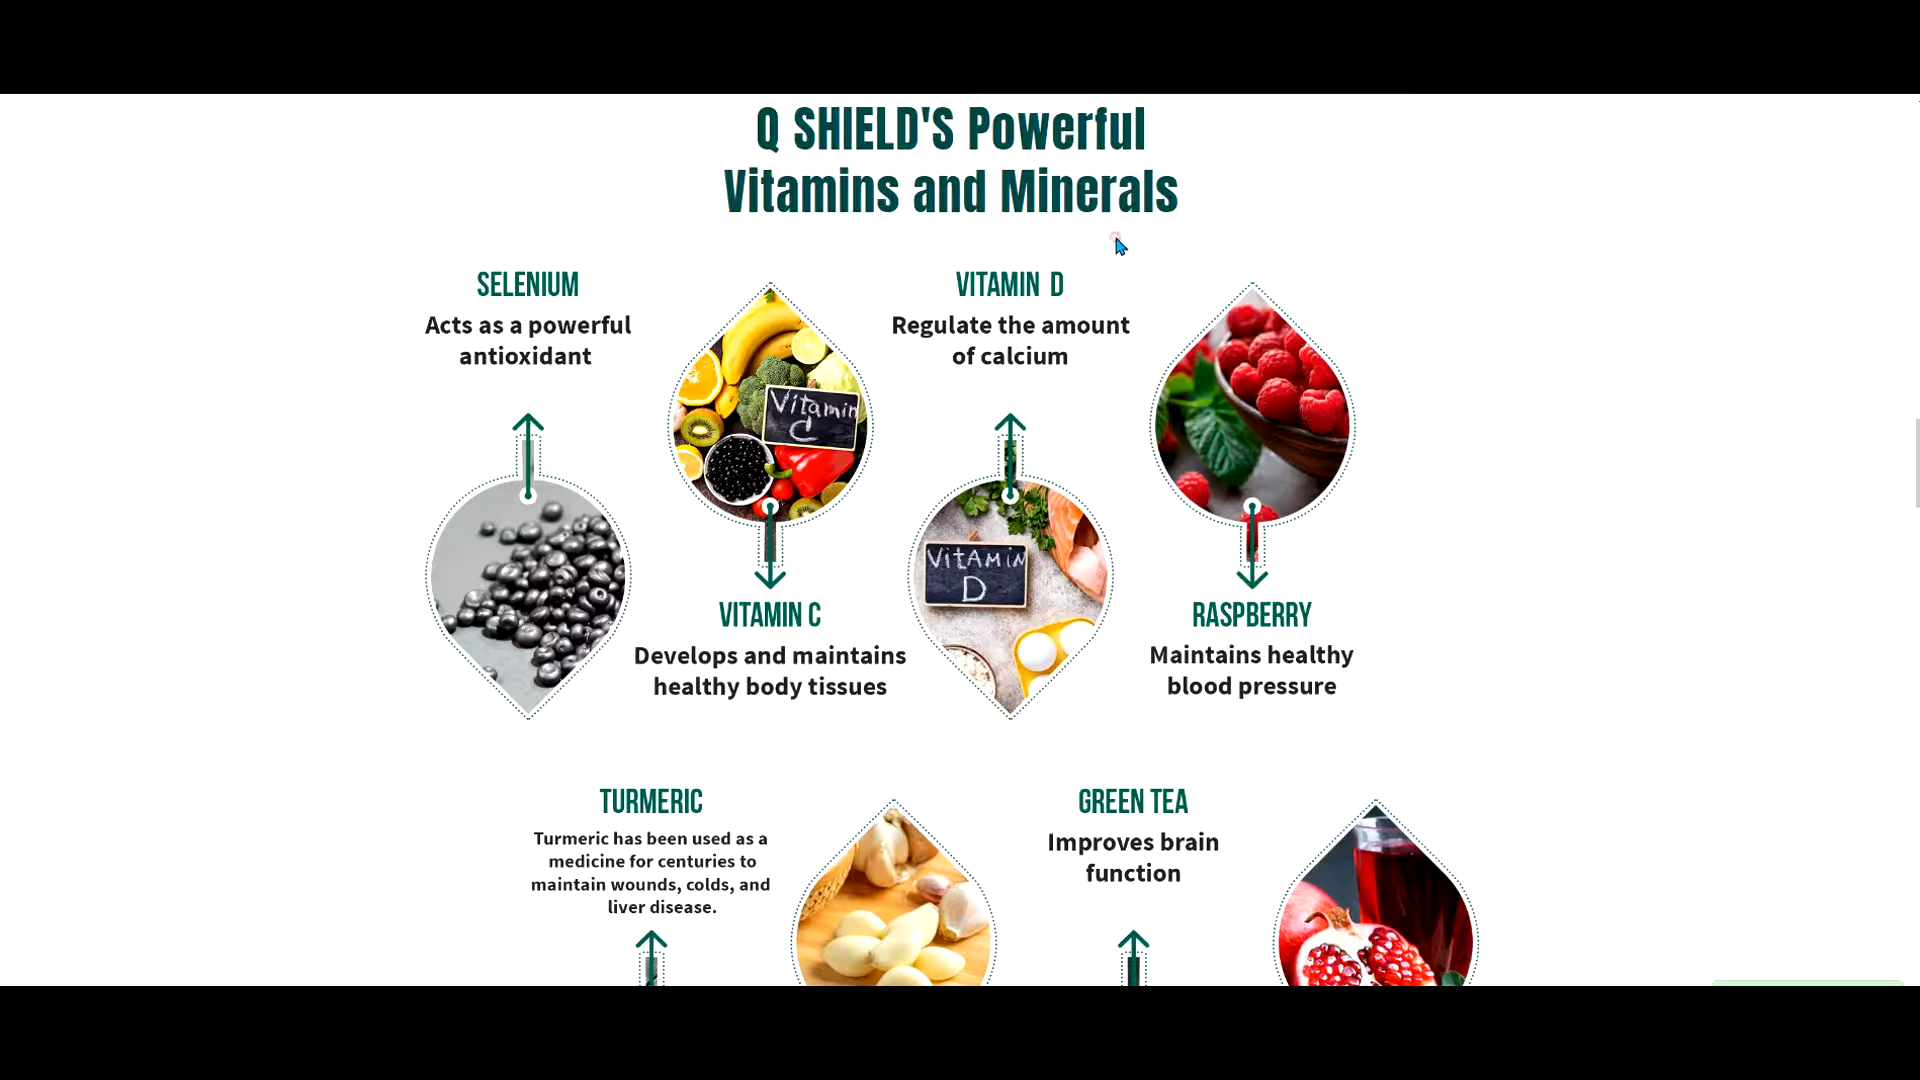 Q SHIELD'S Powerful
Vitamins and Minerals
SELENIUM
Acts as a powerful
antioxidant
Vitamin
C
VITAMIN C
Develops and maintains
healthy body tissues
VITAMIN D
Regulate the amount
of calcium
VITAMIN
D
RASPBERRY
Maintains healthy
blood pressure
TURMERIC
Turmeric has been used as a
medicine for centuries to
maintain wounds, colds, and
liver disease.
GREEN TEA
Improves brain
function